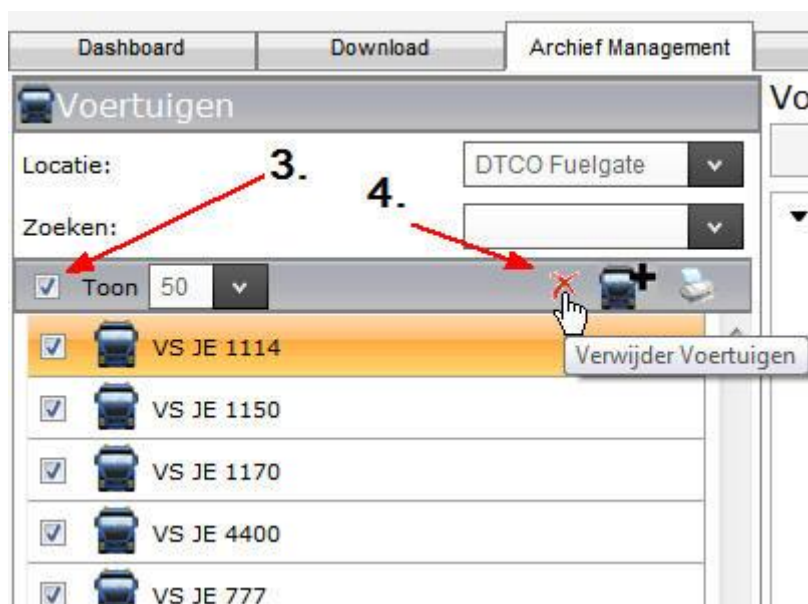 Dashboard Download Archief Management
Voertuigen Vo
Locatie: 3. DTCO Fuelgate
4.
Zoeken:
Toon 50
VS JE 1114
Verwijder Voertuigen
VS JE 1150
VS JE 1170
VS JE 4400
VS JE 777